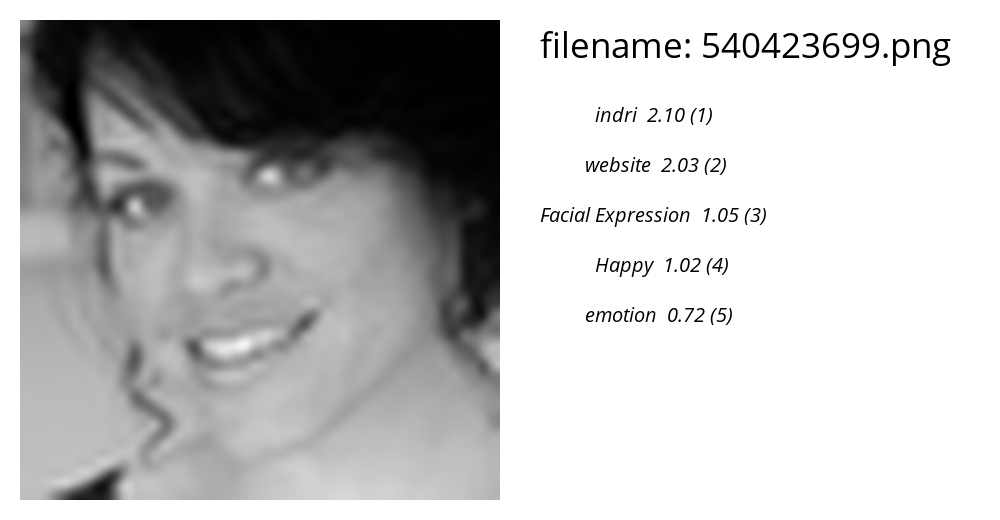 filename: 540423699.png
indri 2.10 (1)
website 2.03 (2)
Facial Expression 1.05 (3)
Happy 1.02 (4)
emotion 0.72 (5)